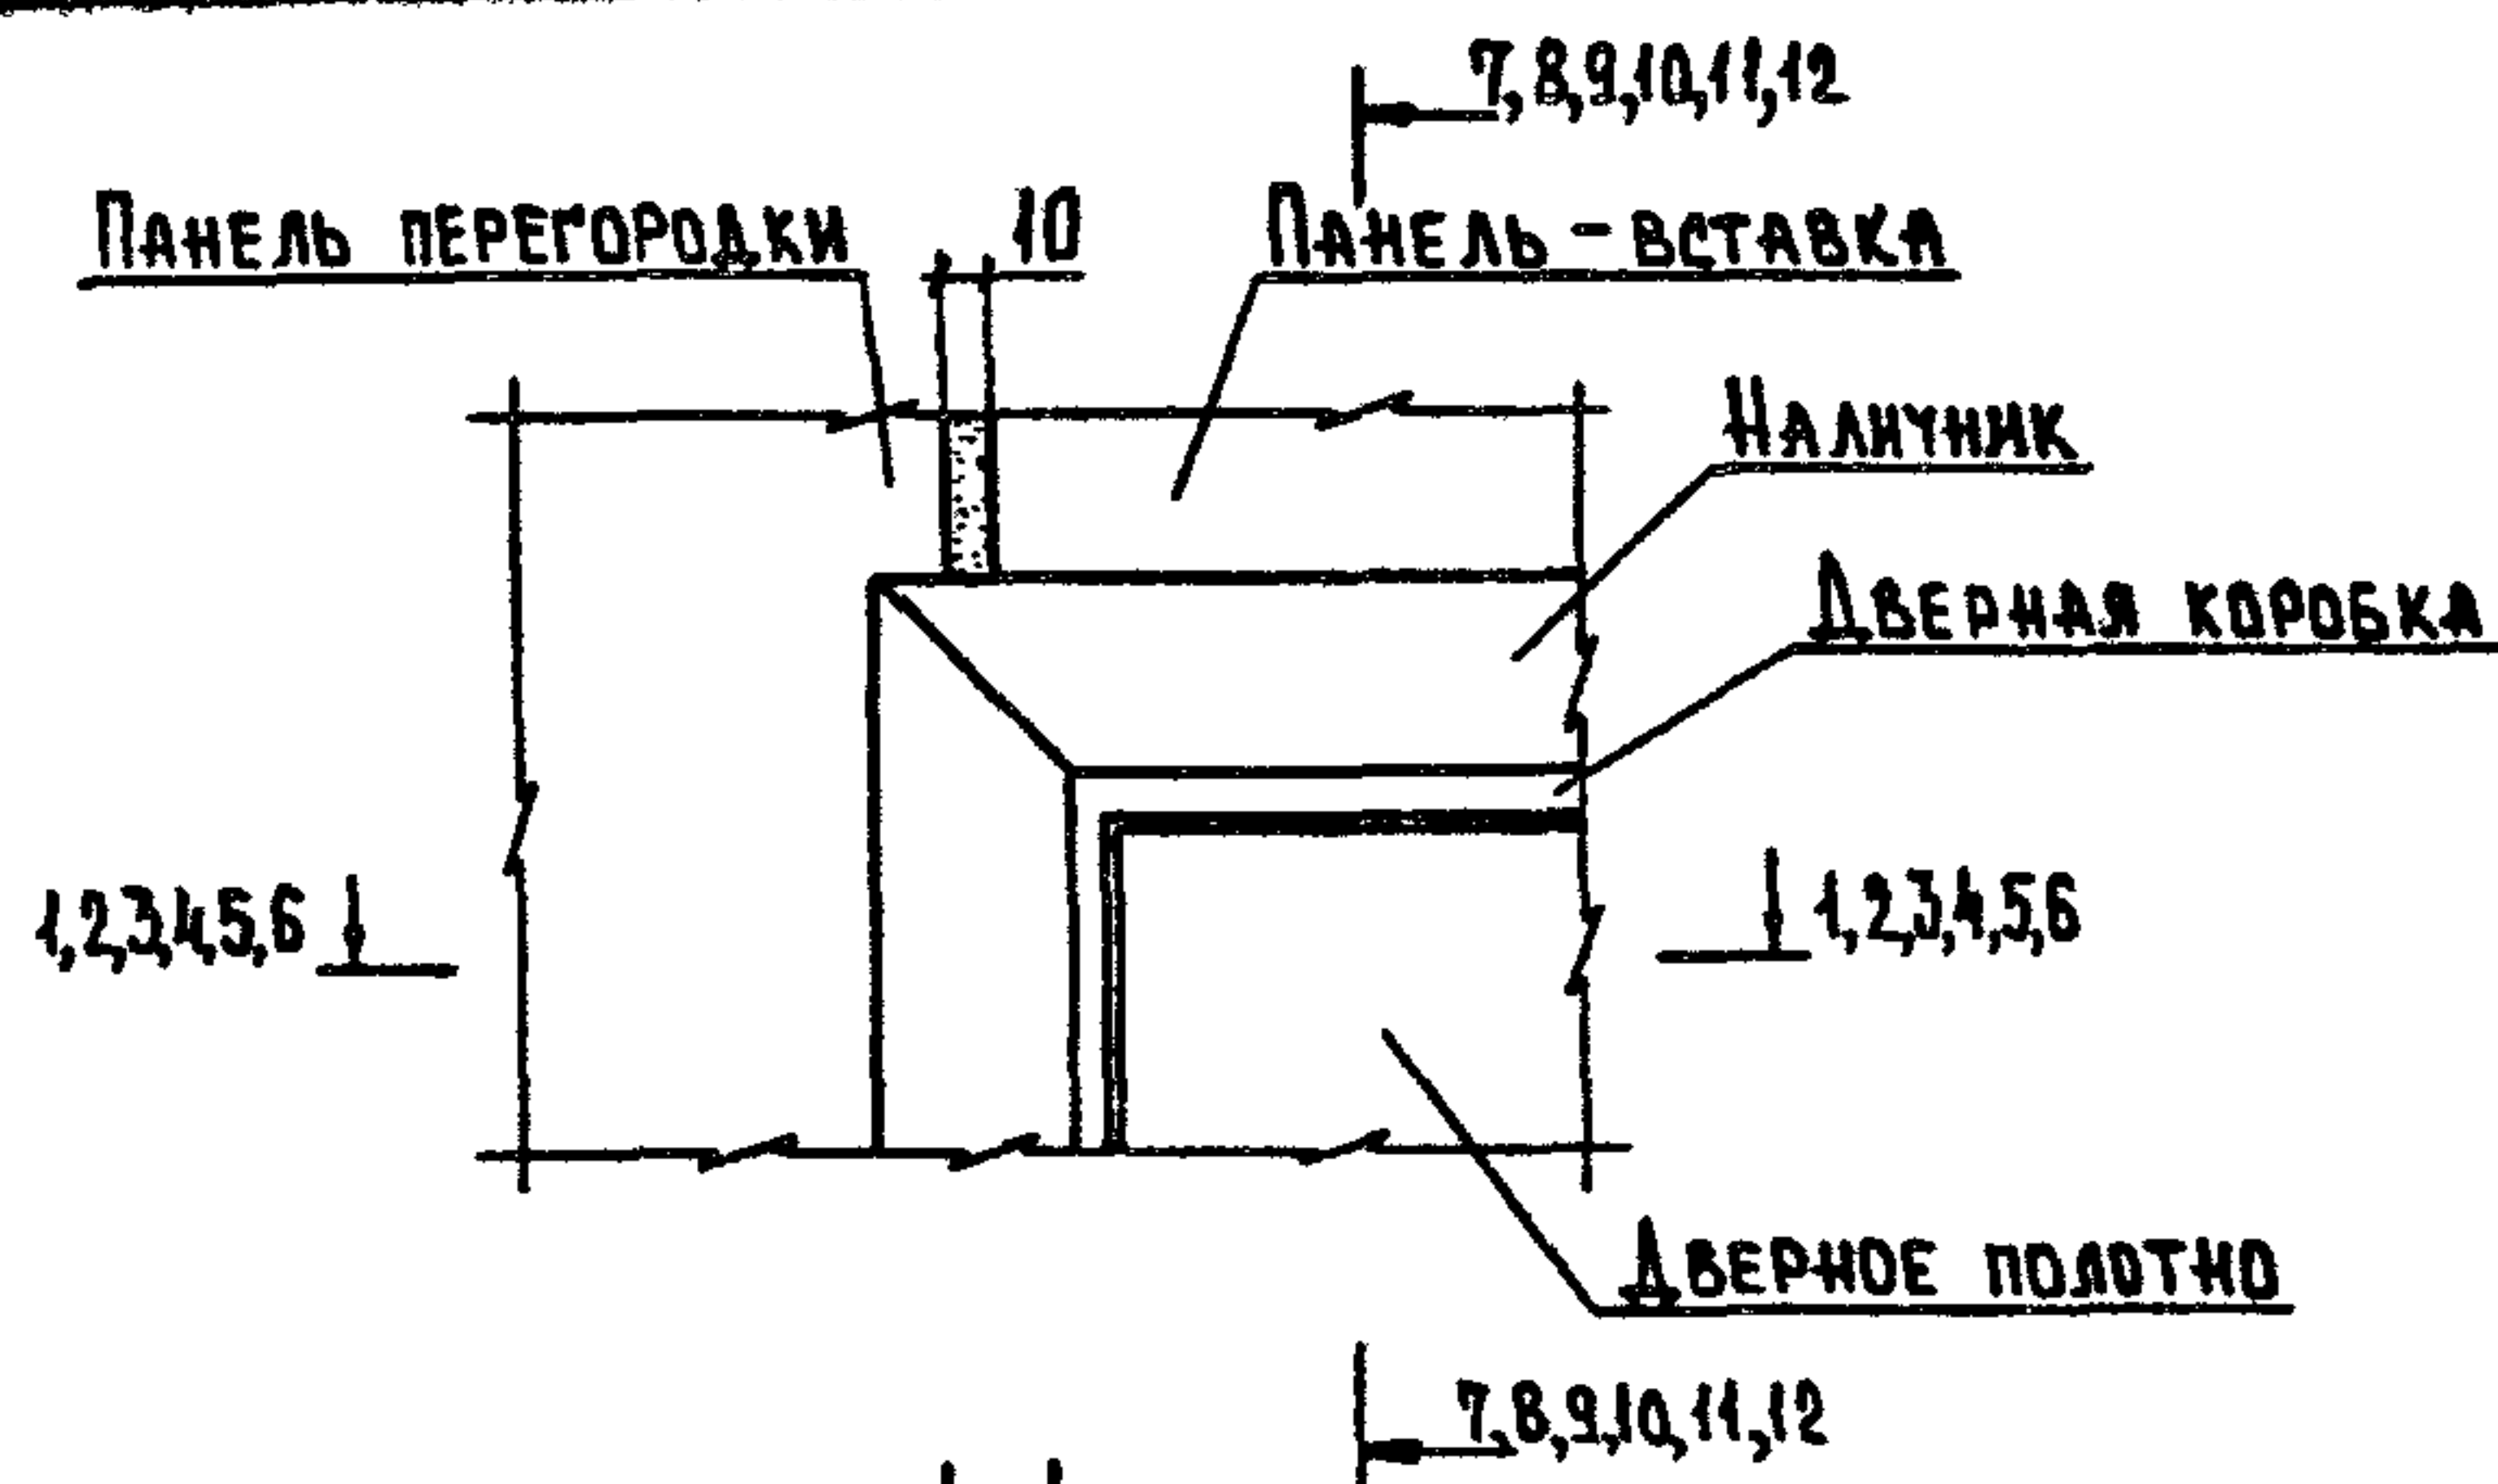 7,8,9,10,11,12
Панель перегородки
10
Панель-вставка
Наличник
Дверная коробка
1,2,3,4,5,6
1,2,3,4,5,6
Дверное полотно
7,8,9,10,11,12